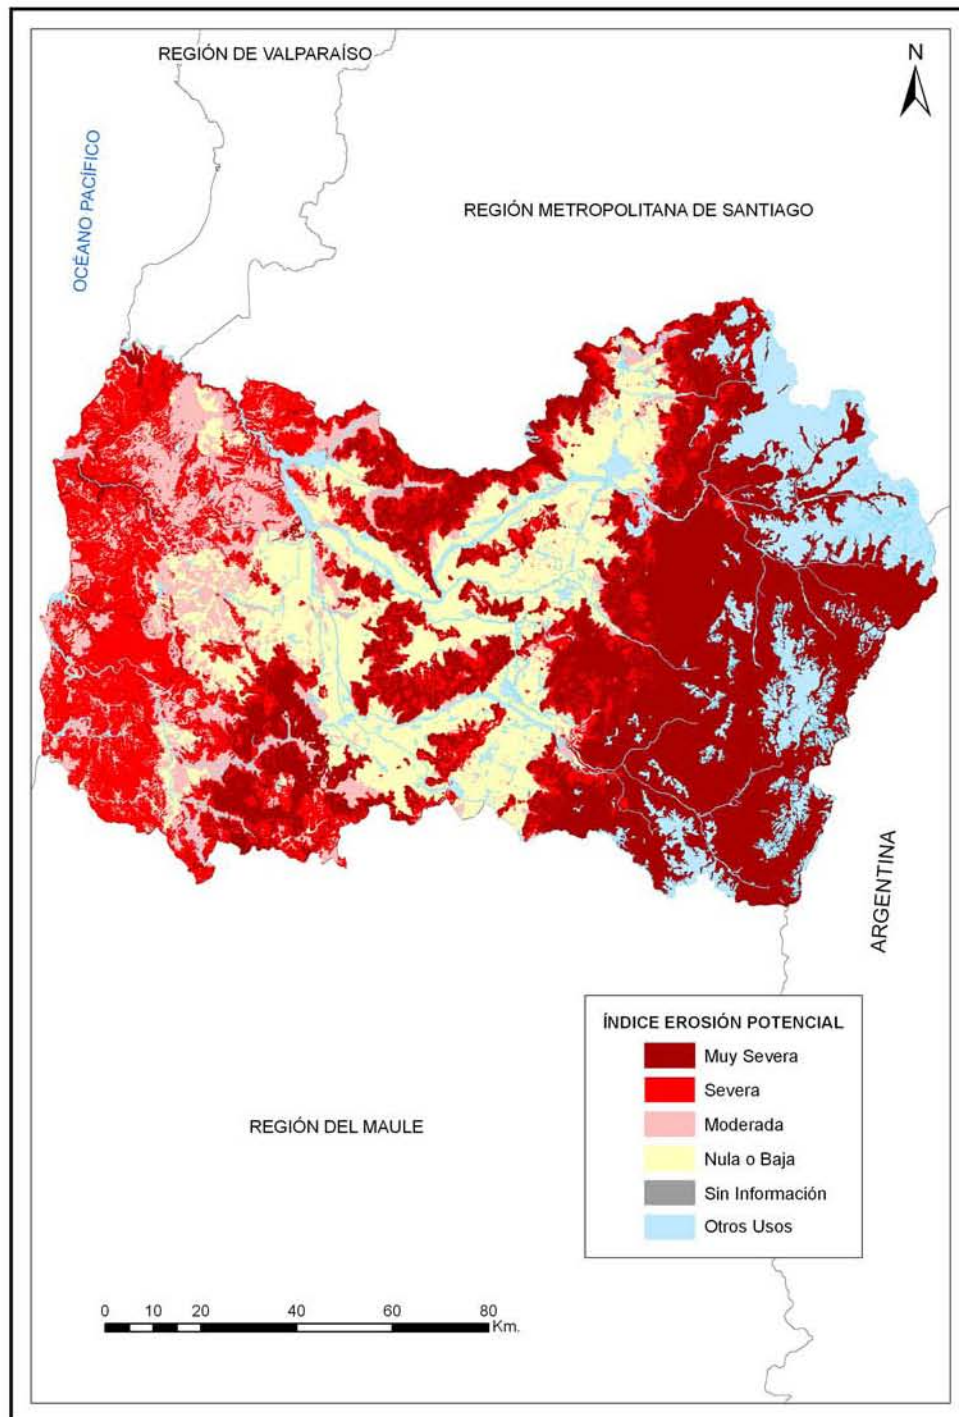 REGIÓN DE VALPARAÍSO
N
OCÉANO PACÍFICO
REGIÓN METROPOLITANA DE SANTIAGO
ARGENTINA
ÍNDICE EROSIÓN POTENCIAL
Muy Severa
Severa
Moderada
Nula o Baja
Sin Información
Otros Usos
REGIÓN DEL MAULE
0 10 20 40 60 80
Km.